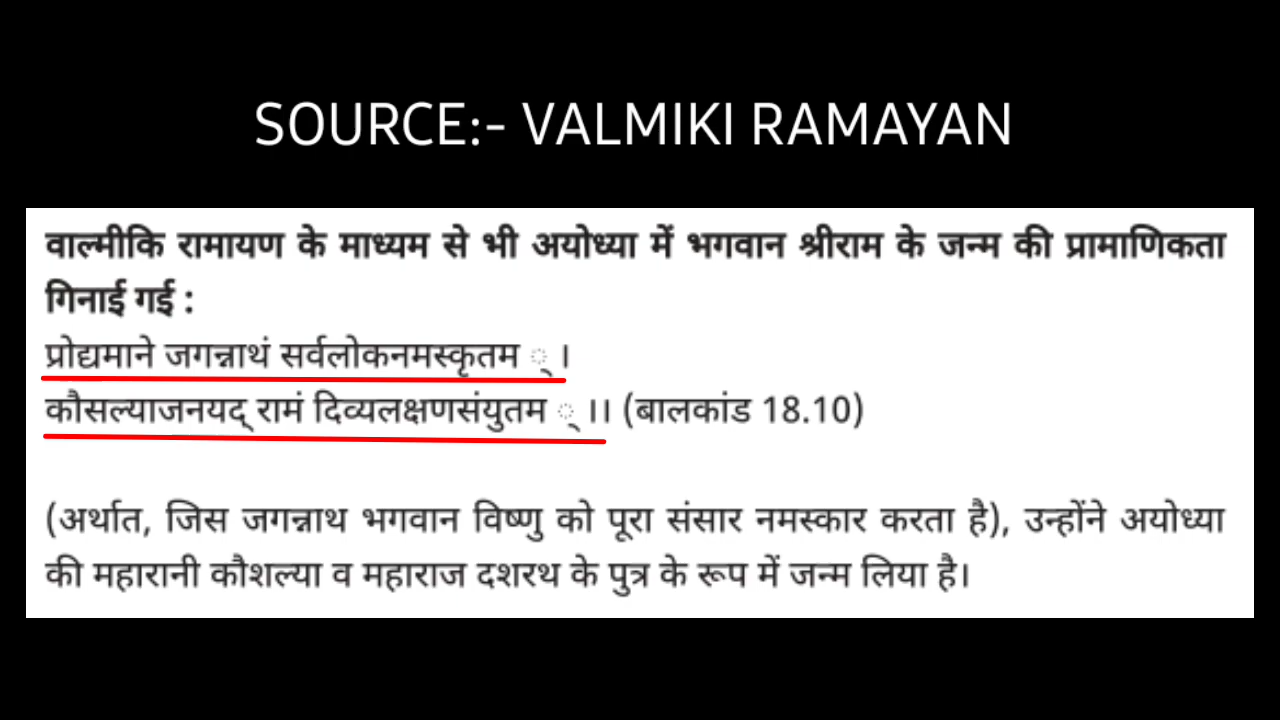 SOURCE:- VALMIKI RAMAYAN
वाल्मीकि रामायण के माध्यम से भी अयोध्या में भगवान श्रीराम के जन्म की प्रामाणिकता
गिनाई गई :
प्रोद्यमाने जगन्नाथं सर्वलोकनमस्कृतम ् ।
कौसल्याजनयद् रामं दिव्यलक्षणसंयुतम ् ।। (बालकांड 18.10)
(अर्थात, जिस जगन्नाथ भगवान विष्णु को पूरा संसार नमस्कार करता है), उन्होंने अयोध्या
की महारानी कौशल्या व महाराज दशरथ के पुत्र के रूप में जन्म लिया है।